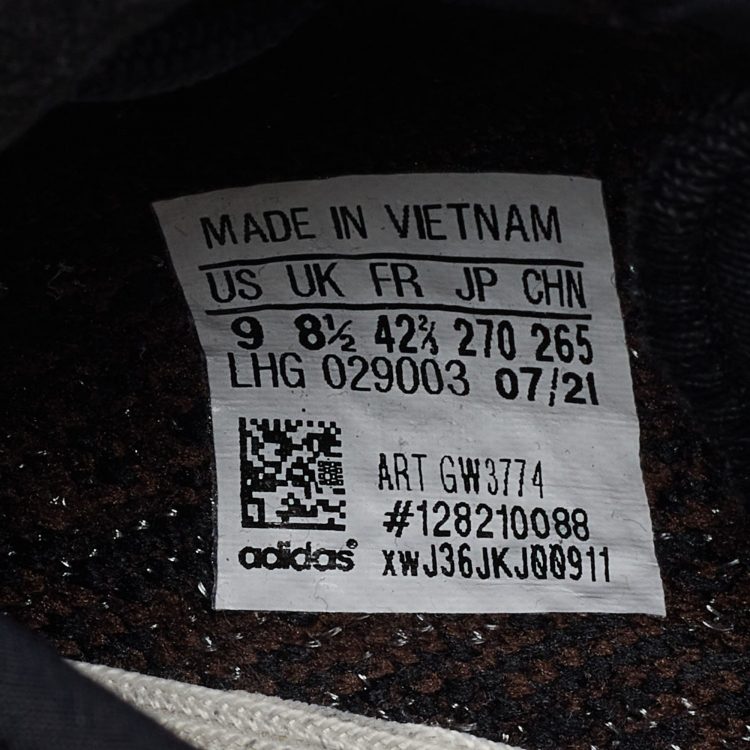 MADE IN VIETNAM
US UK FR JP CHN
9 8½ 42⅔ 270 265
LHG 029003 07/21
ART GW3774
#128210088
adidas®
xwJ36JKJ00911